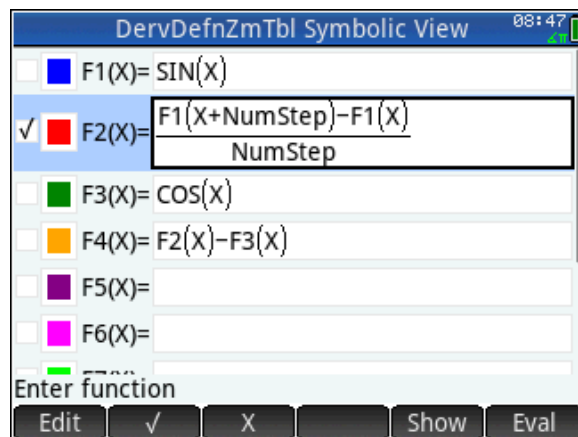 DervDefnZmTbl Symbolic View 08:47
∡π
F1(X)= SIN(X)
√ F2(X)= F1(X+NumStep)−F1(X)
NumStep
F3(X)= COS(X)
F4(X)= F2(X)−F3(X)
F5(X)=
F6(X)=
Enter function
Edit √ X Show Eval